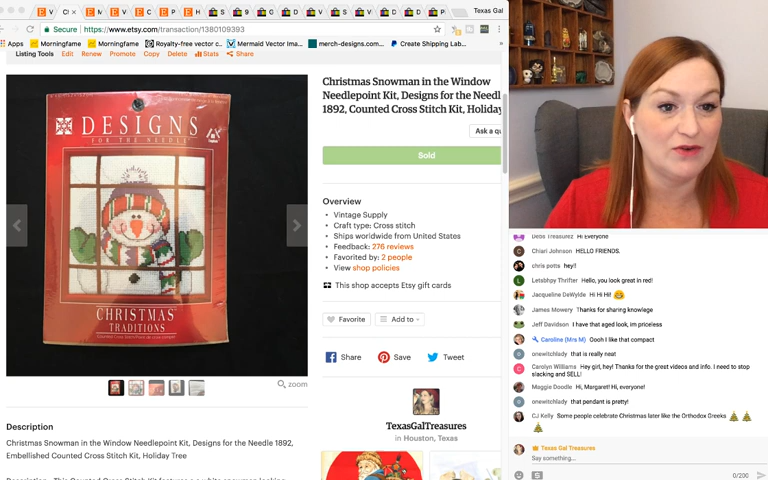 E V
C
M
E V
C
P
H
S
9
G
D
V
S
V
D
D
P
Texas Gal
Secure
https://www.etsy.com/transaction/1380109393
Apps
Morningfame
Morningfame
Royalty-free vector c...
Mermaid Vector Ima...
merch-designs.com...
Create Shipping Lab...
Listing Tools
Edit
Renew
Promote
Copy
Delete
Stats
Share
DESIGNS
FOR THE NEEDLE
CHRISTMAS
TRADITIONS
zoom
Christmas Snowman in the Window
Needlepoint Kit, Designs for the Needl
1892, Counted Cross Stitch Kit, Holiday
Ask a qu
Sold
Overview
• Vintage Supply
• Craft type: Cross stitch
• Ships worldwide from United States
• Feedback: 276 reviews
• Favorited by: 2 people
• View shop policies
This shop accepts Etsy gift cards
Favorite
Add to
Share
Save
Tweet
TexasGalTreasures
in Houston, Texas
Description
Christmas Snowman in the Window Needlepoint Kit, Designs for the Needle 1892,
Embellished Counted Cross Stitch Kit, Holiday Tree
Hi Everyone
Chiari Johnson HELLO FRIENDS.
chris potts hey!!
Letsbhpy Thrifter Hello, you look great in red!
Jacqueline DeWylde Hi Hi Hi!
James Mowery Thanks for sharing knowlege
Jeff Davidson I have that aged look, im priceless
Caroline (Mrs M) Oooh I like that compact
onewitchlady that is really neat
Carolyn Williams Hey girl, hey! Thanks for the great videos and info. I need to stop
slacking and SELL!
Maggie Doodle Hi, Margaret! Hi, everyone!
onewitchlady that pendant is pretty!
CJ Kelly Some people celebrate Christmas later like the Orthodox Greeks
Texas Gal Treasures
Say something...
0/200